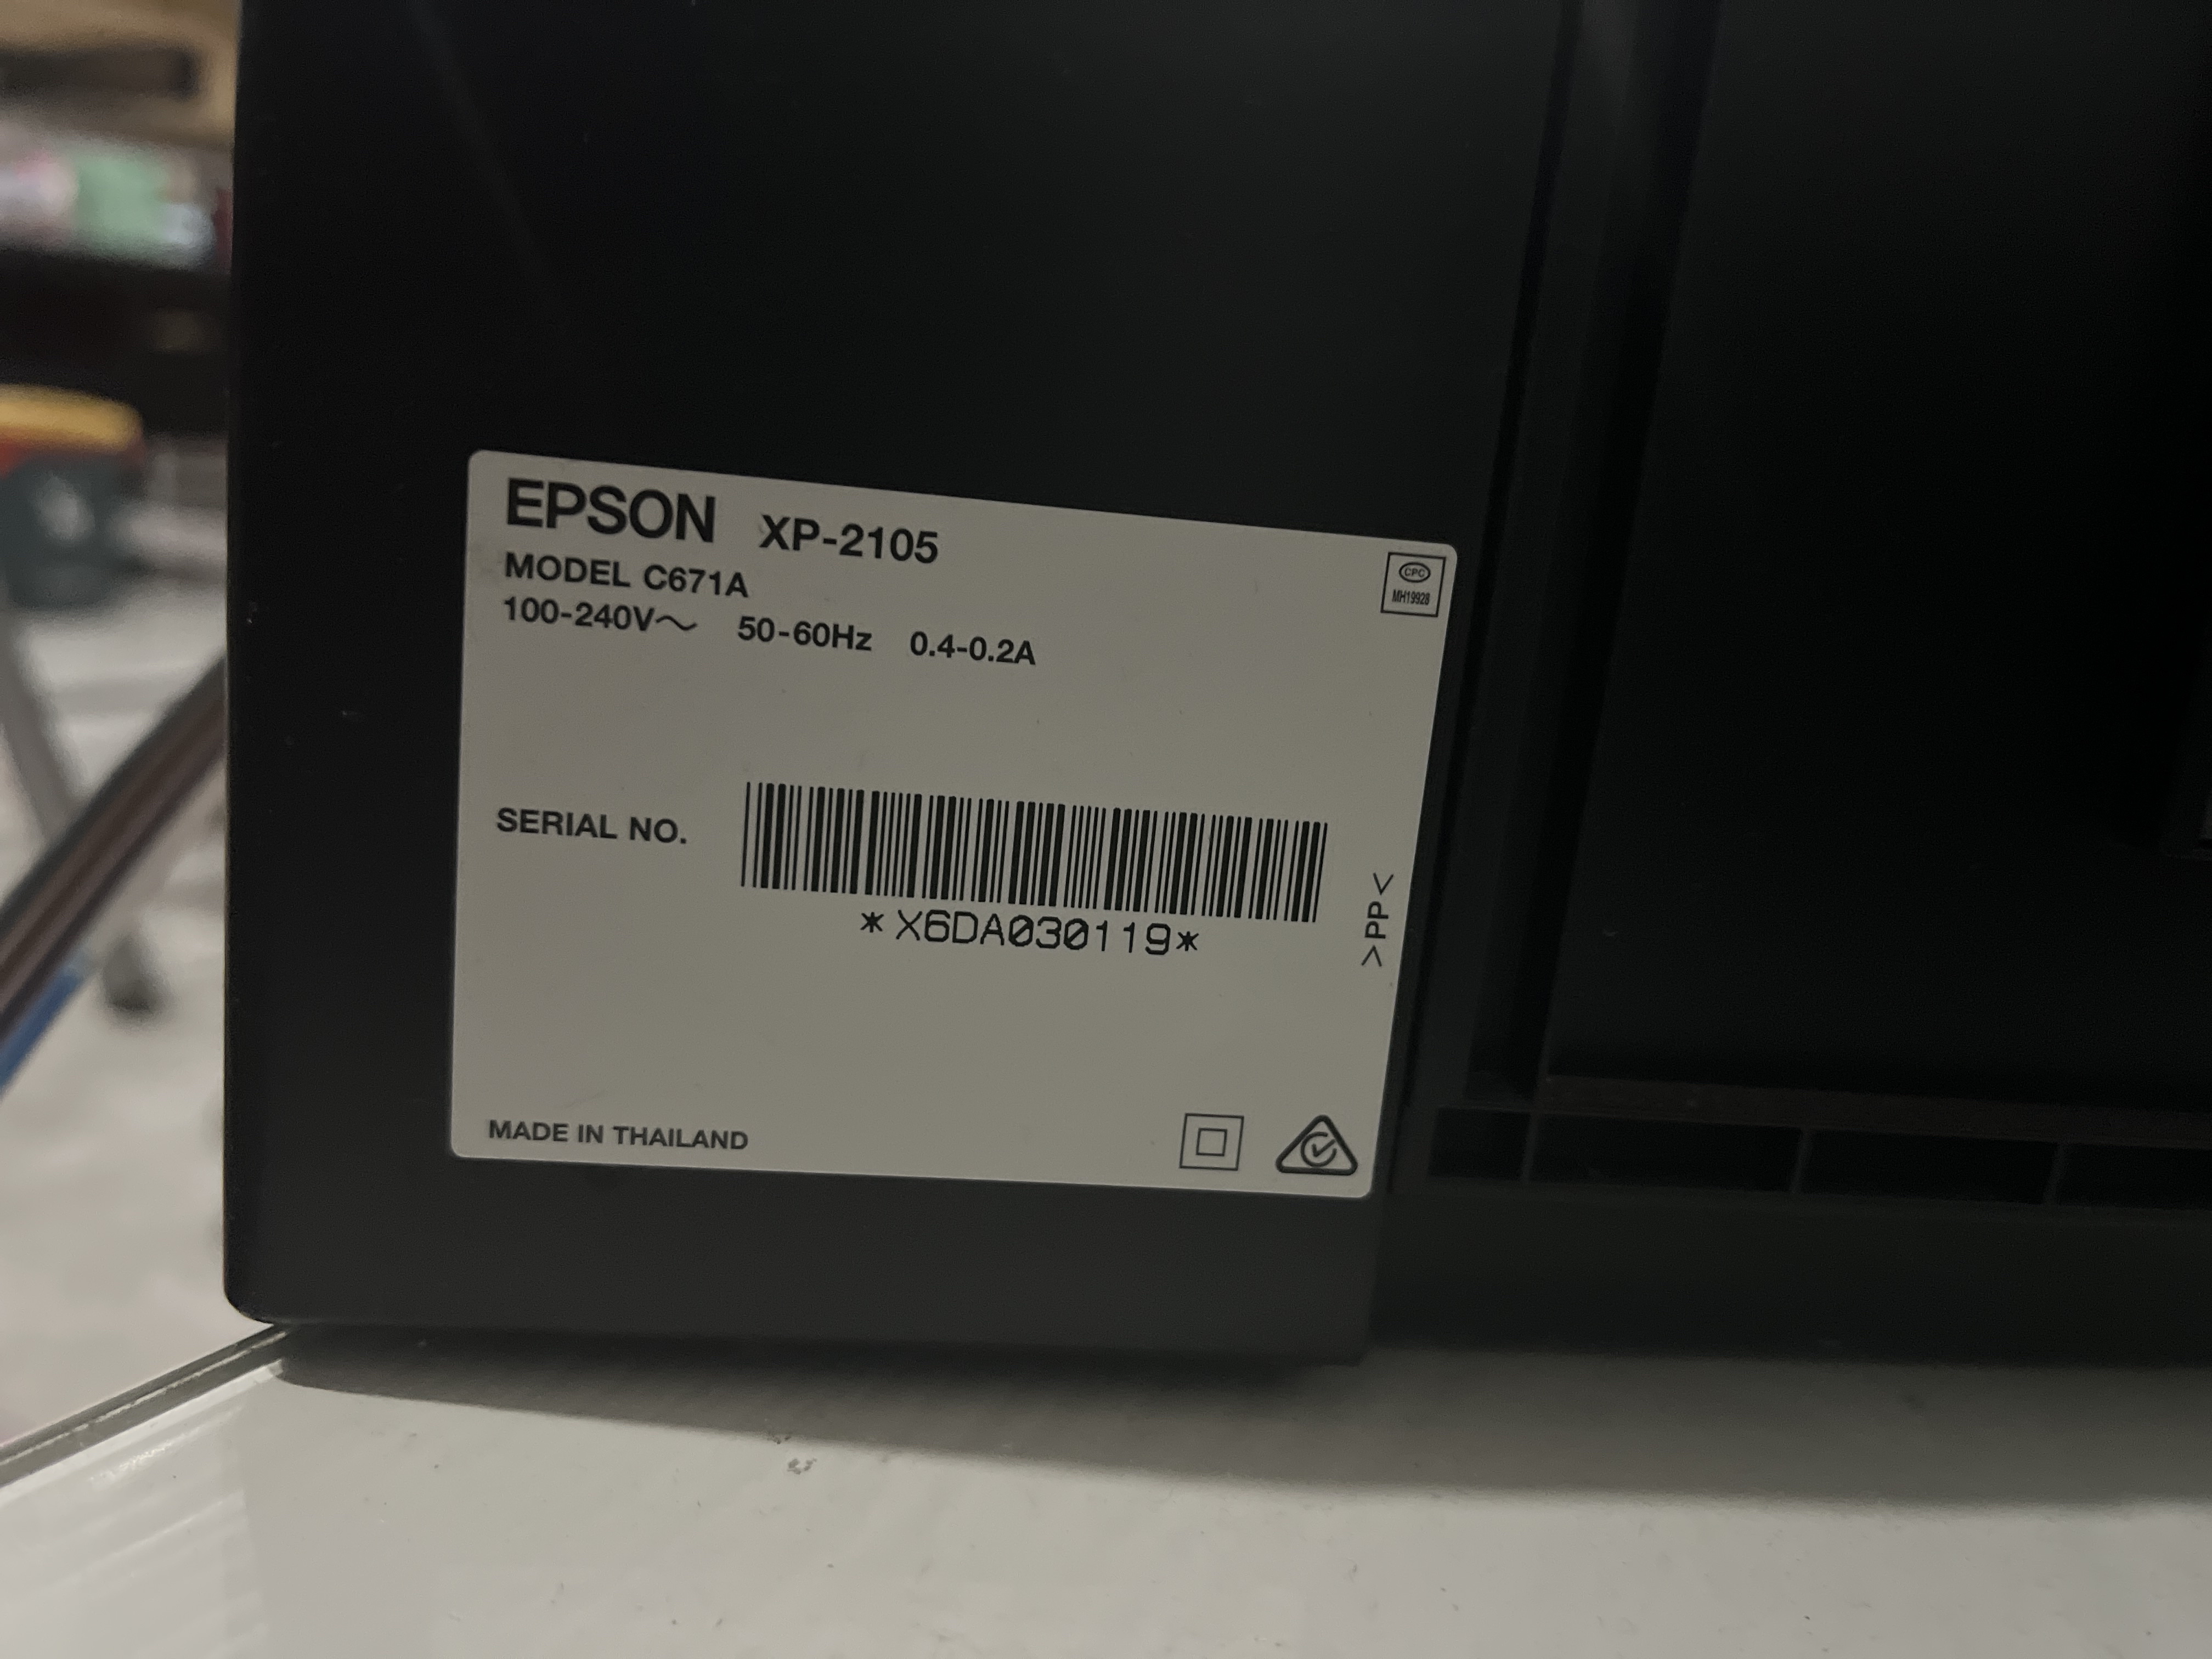 EPSON XP-2105
MODEL C671A
100-240V～ 50-60Hz 0.4-0.2A
CPC
MH19928
SERIAL NO.
*X6DA030119*
>PP<
MADE IN THAILAND